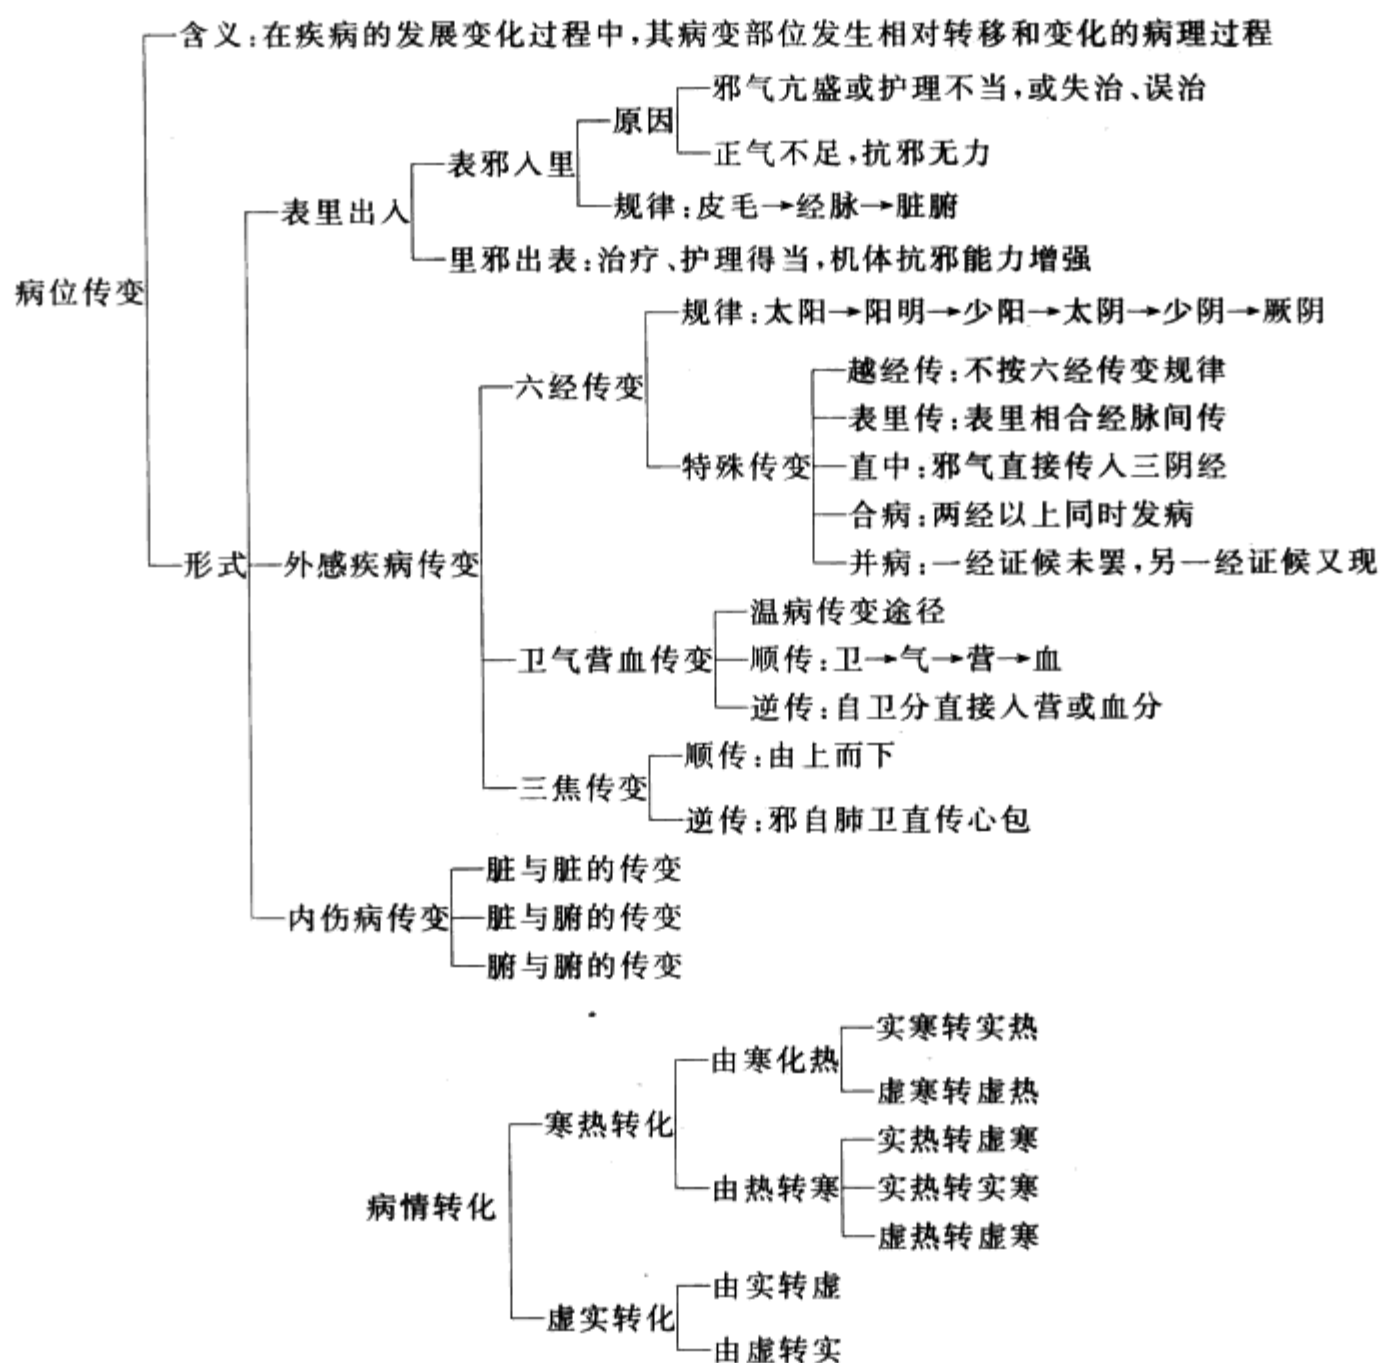 含义:在疾病的发展变化过程中,其病变部位发生相对转移和变化的病理过程
邪气亢盛或护理不当,或失治、误治
原因
正气不足,抗邪无力
表邪入里
规律:皮毛→经脉→脏腑
表里出入
里邪出表:治疗、护理得当,机体抗邪能力增强
病位传变
规律:太阳→阳明→少阳→太阴→少阴→厥阴
六经传变
越经传:不按六经传变规律
表里传:表里相合经脉间传
特殊传变
直中:邪气直接传入三阴经
合病:两经以上同时发病
形式
外感疾病传变
并病:一经证候未罢,另一经证候又现
温病传变途径
卫气营血传变
顺传:卫→气→营→血
逆传:自卫分直接入营或血分
顺传:由上而下
三焦传变
逆传:邪自肺卫直传心包
脏与脏的传变
内伤病传变
脏与腑的传变
腑与腑的传变
实寒转实热
由寒化热
虚寒转虚热
寒热转化
实热转虚寒
由热转寒
实热转实寒
病情转化
虚热转虚寒
由实转虚
虚实转化
由虚转实